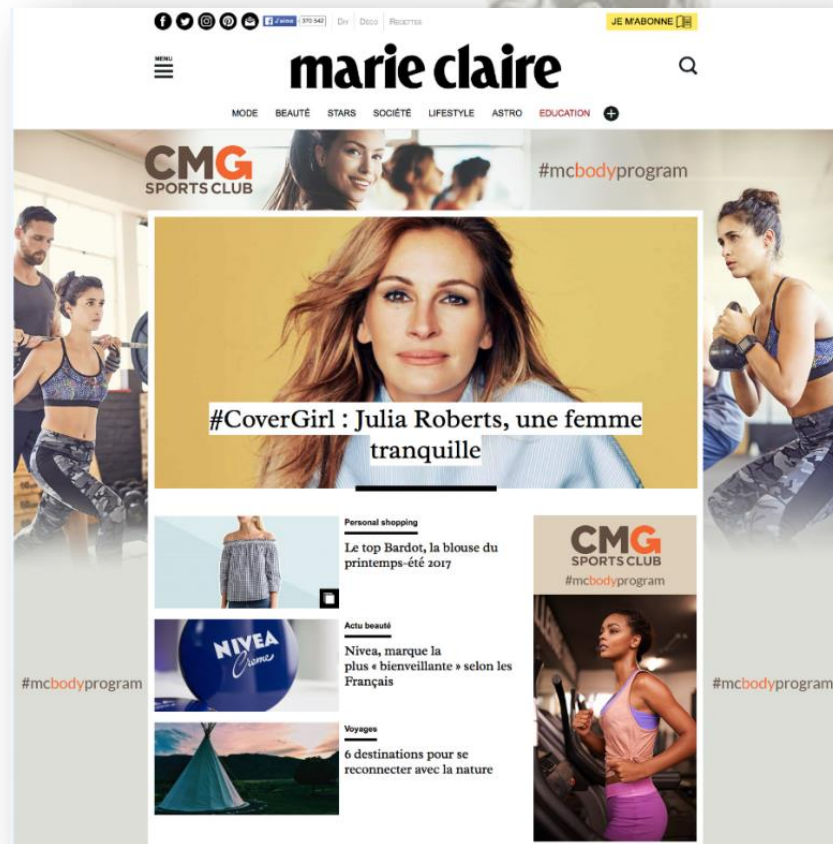 J'aime 370 542 DIY DÉCO RECETTES JE M'ABONNE
MENU
marie claire
MODE BEAUTÉ STARS SOCIÉTÉ LIFESTYLE ASTRO EDUCATION
CMG
SPORTS CLUB
#mcbodyprogram
#CoverGirl : Julia Roberts, une femme
tranquille
Personal shopping
Le top Bardot, la blouse du
printemps-été 2017
Actu beauté
NIVEA
Creme
Nivea, marque la
plus « bienveillante » selon les
Français
Voyages
6 destinations pour se
reconnecter avec la nature
CMG
SPORTS CLUB
#mcbodyprogram
#mcbodyprogram
#mcbodyprogram